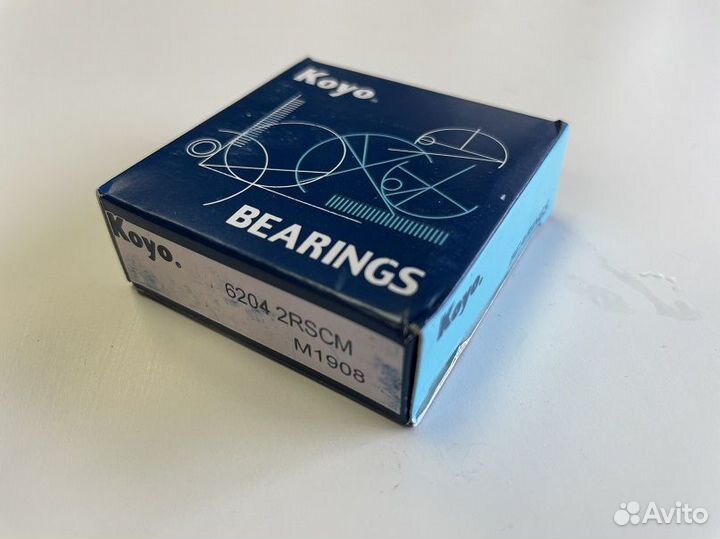 Koyo.
BEARINGS
Koyo.
6204 2RSCM
M1908
Koyo.
Avito